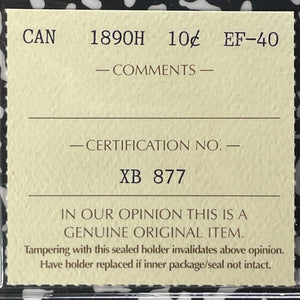 CAN 1890H 10¢ EF-40
— COMMENTS —
— CERTIFICATION NO. —
XB 877
IN OUR OPINION THIS IS A
GENUINE ORIGINAL ITEM.
Tampering with this sealed holder invalidates above opinion.
Have holder replaced if inner package/seal not intact.